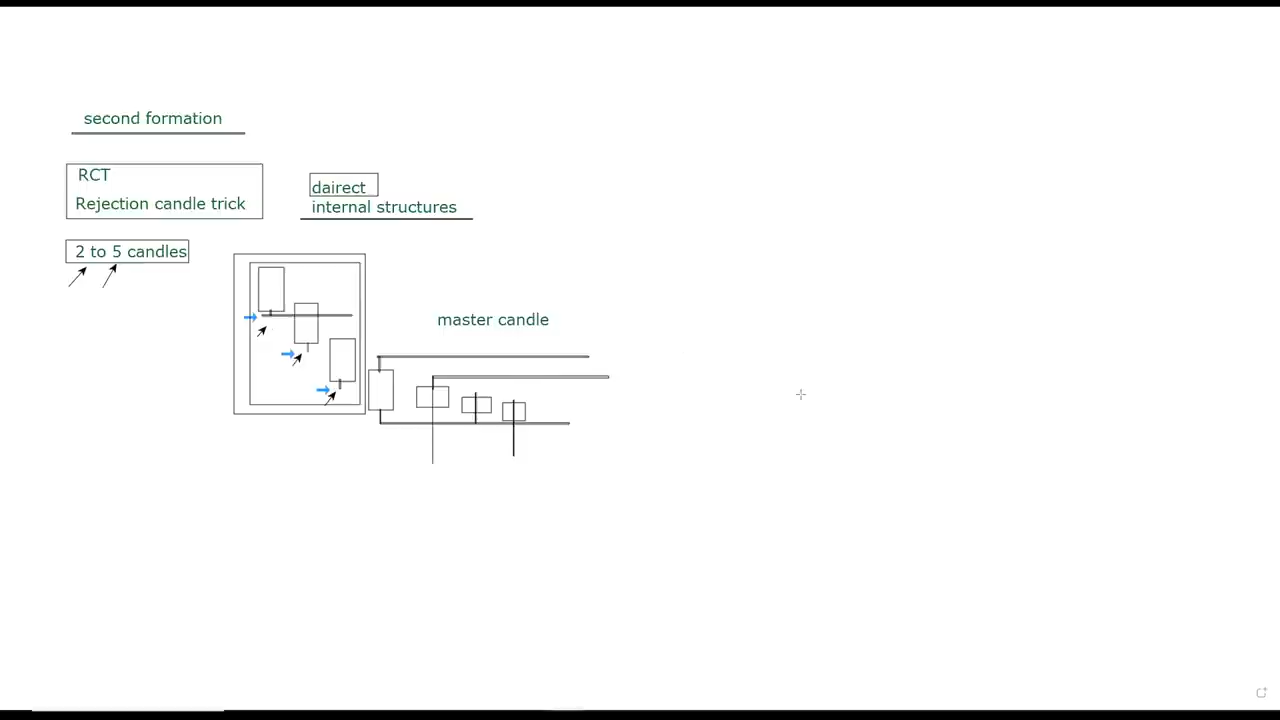 second formation
RCT
Rejection candle trick
dairect
internal structures
2 to 5 candles
master candle